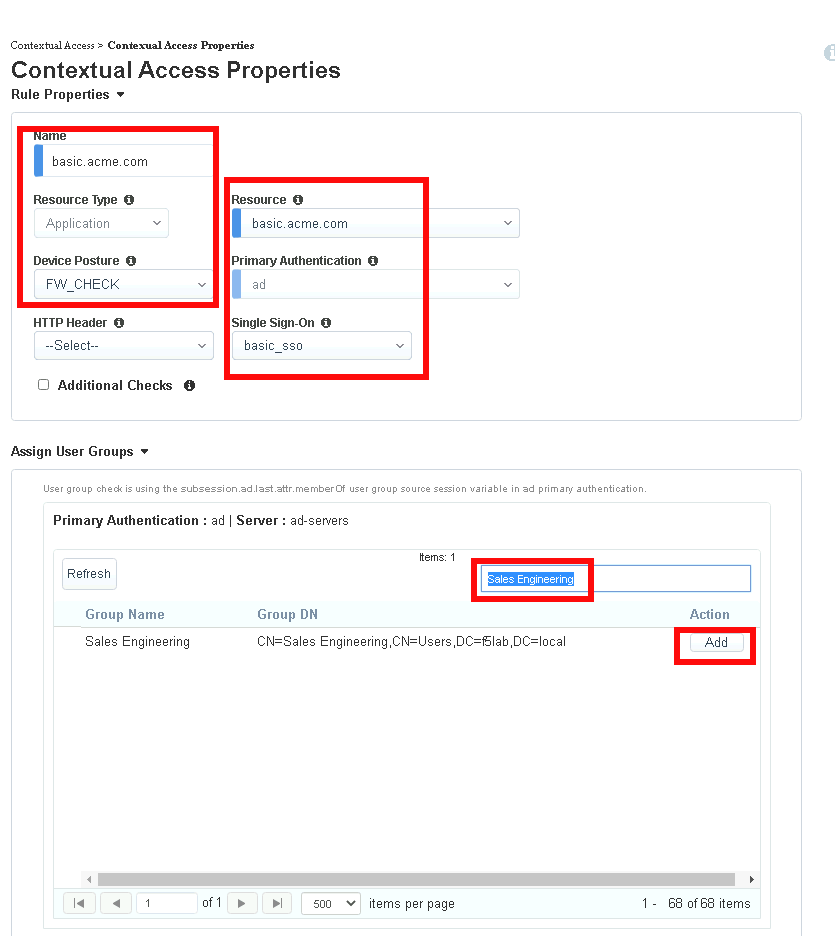 Contextual Access > Contexual Access Properties
Contextual Access Properties
Rule Properties
Name
basic.acme.com
Resource Type
Resource
Application
basic.acme.com
Device Posture
Primary Authentication
FW_CHECK
ad
HTTP Header
Single Sign-On
--Select--
basic_sso
Additional Checks
Assign User Groups
User group check is using the subsession.ad.last.attr.memberOf user group source session variable in ad primary authentication.
Primary Authentication : ad | Server : ad-servers
Items: 1
Refresh
Sales Engineering
Group Name Group DN Action
Sales Engineering CN=Sales Engineering,CN=Users,DC=f5lab,DC=local Add
1 of 1 500 items per page 1 - 68 of 68 items